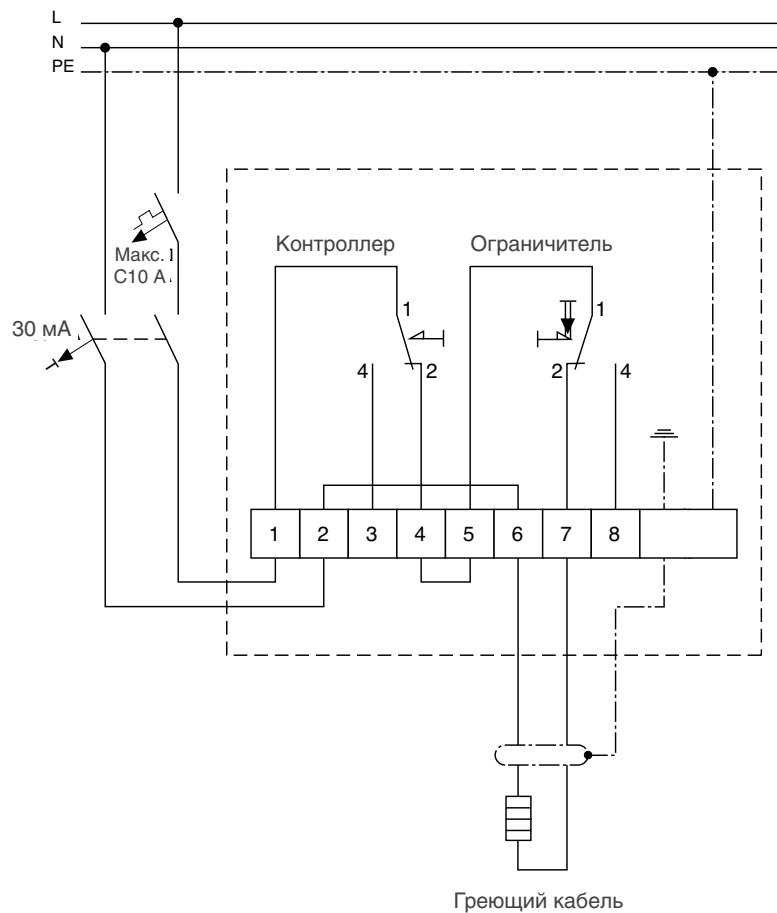 L
N
PE
Контроллер
Ограничитель
Макс.
C10 А
30 мА
1
1
4
2
2
4
1 2 3 4 5 6 7 8
Греющий кабель